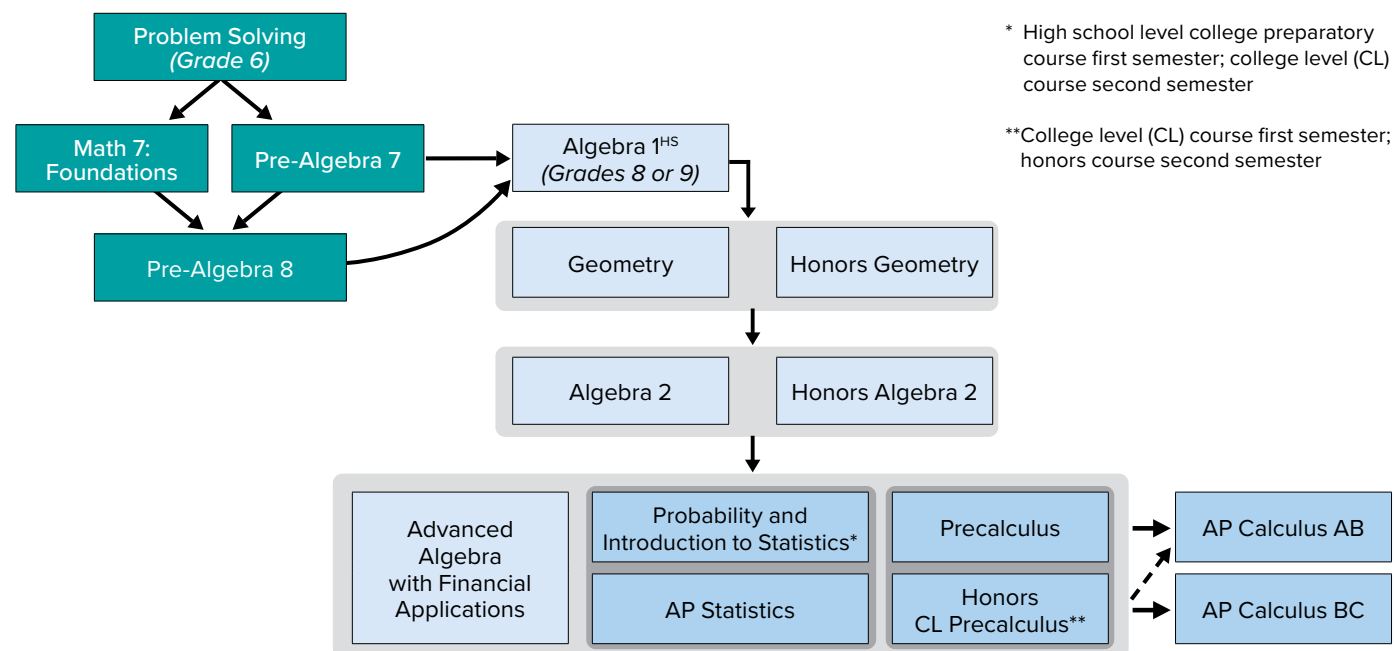 Problem Solving
(Grade 6)
Math 7:
Foundations
Pre-Algebra 7
Pre-Algebra 8
Algebra 1HS
(Grades 8 or 9)
* High school level college preparatory
course first semester; college level (CL)
course second semester
**College level (CL) course first semester;
honors course second semester
Geometry
Honors Geometry
Algebra 2
Honors Algebra 2
Advanced
Algebra
with Financial
Applications
Probability and
Introduction to Statistics*
AP Statistics
Precalculus
Honors
CL Precalculus**
AP Calculus AB
AP Calculus BC